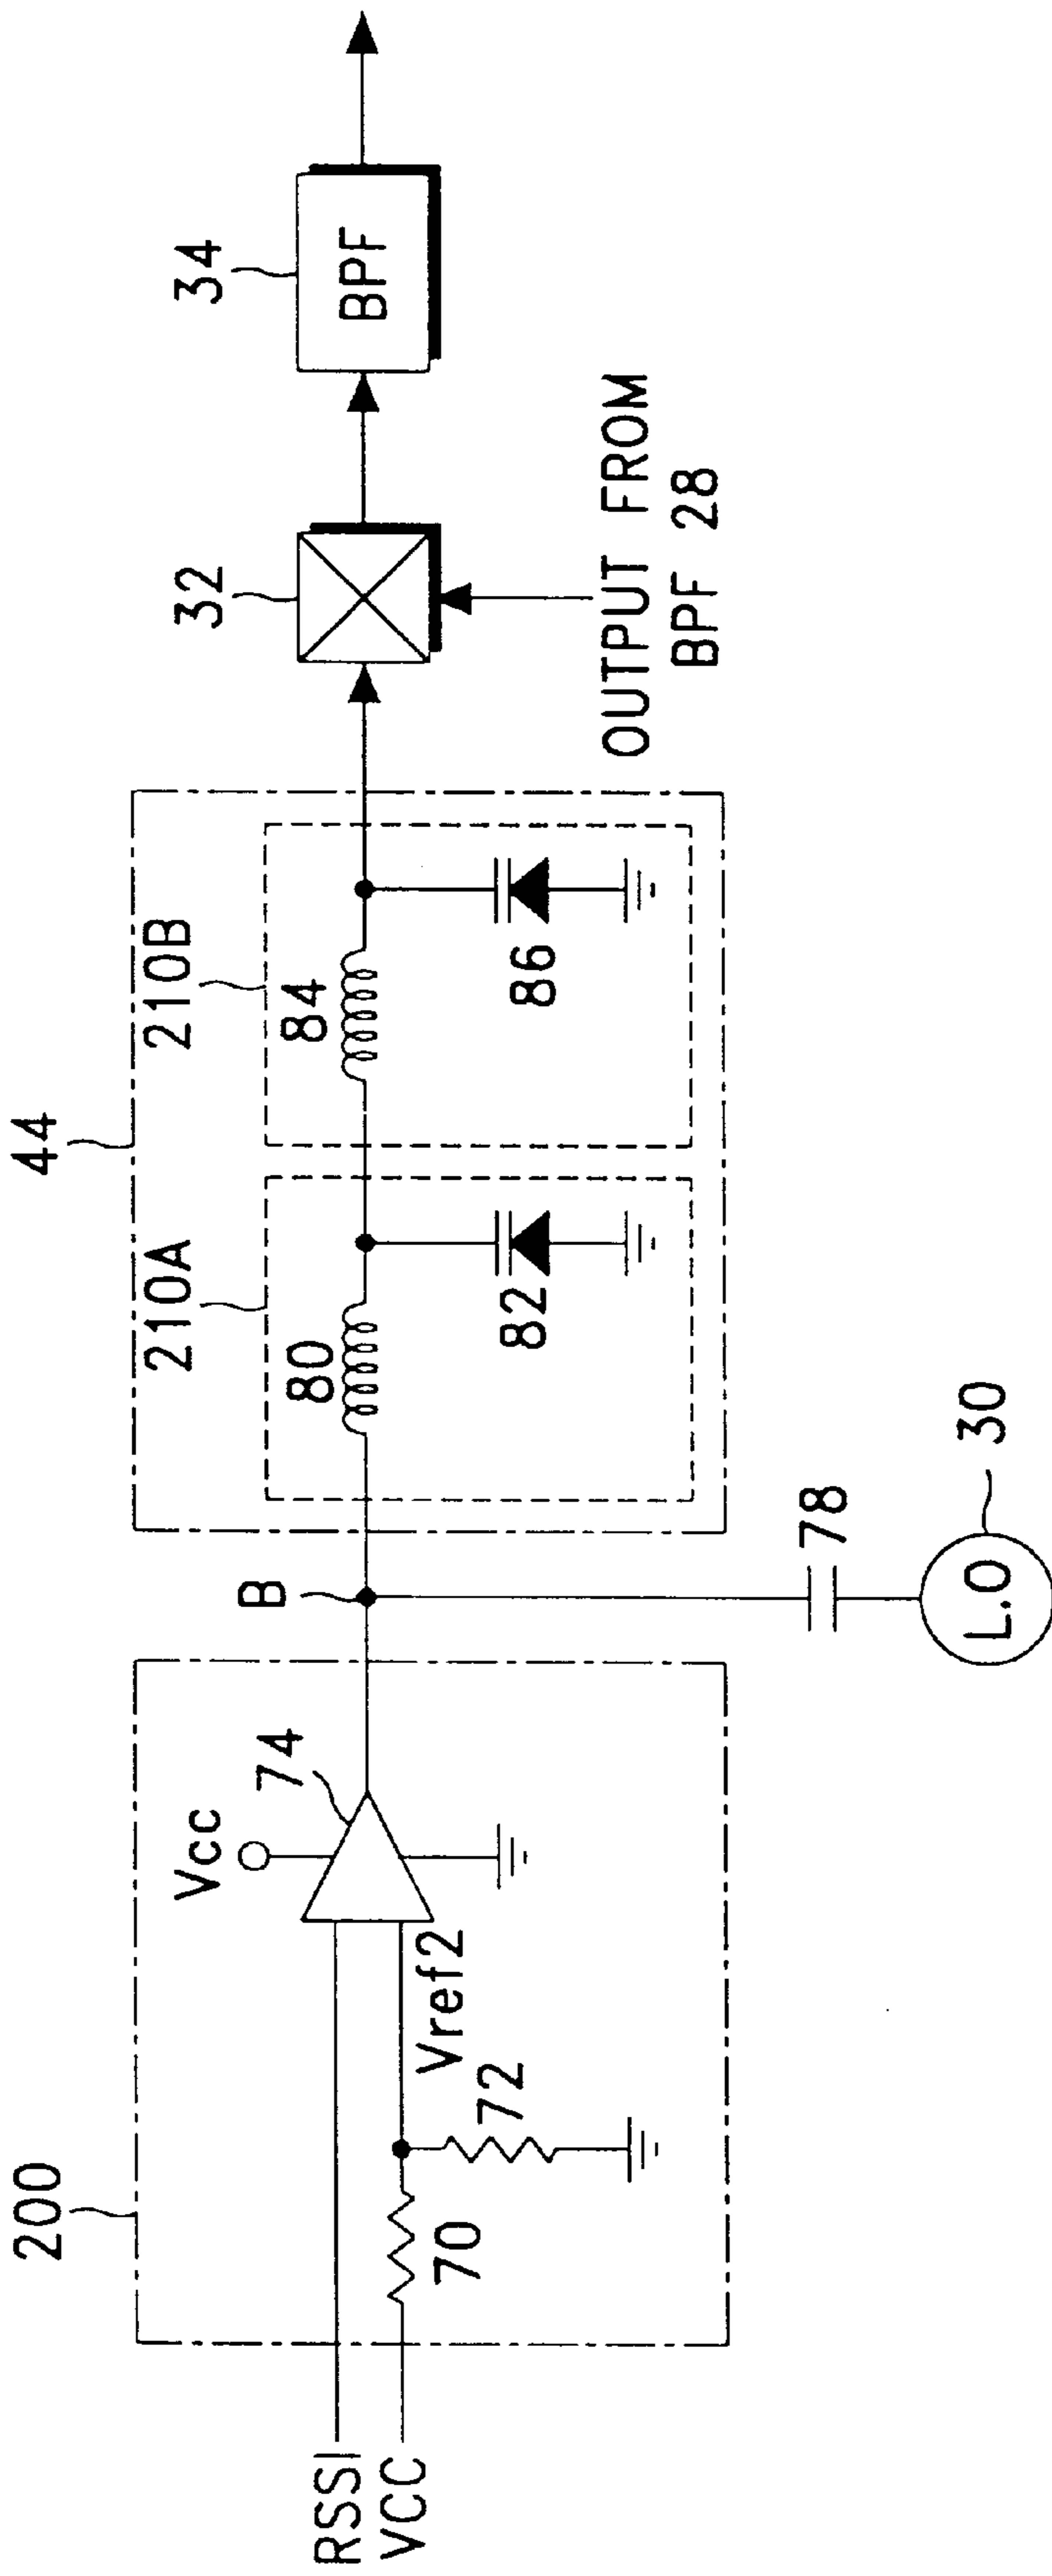 200
RSSI
VCC
70
72
Vref2
Vcc
74
B
L.O
30
78
44
210A
80
82
210B
84
86
32
OUTPUT FROM
BPF 28
34
BPF